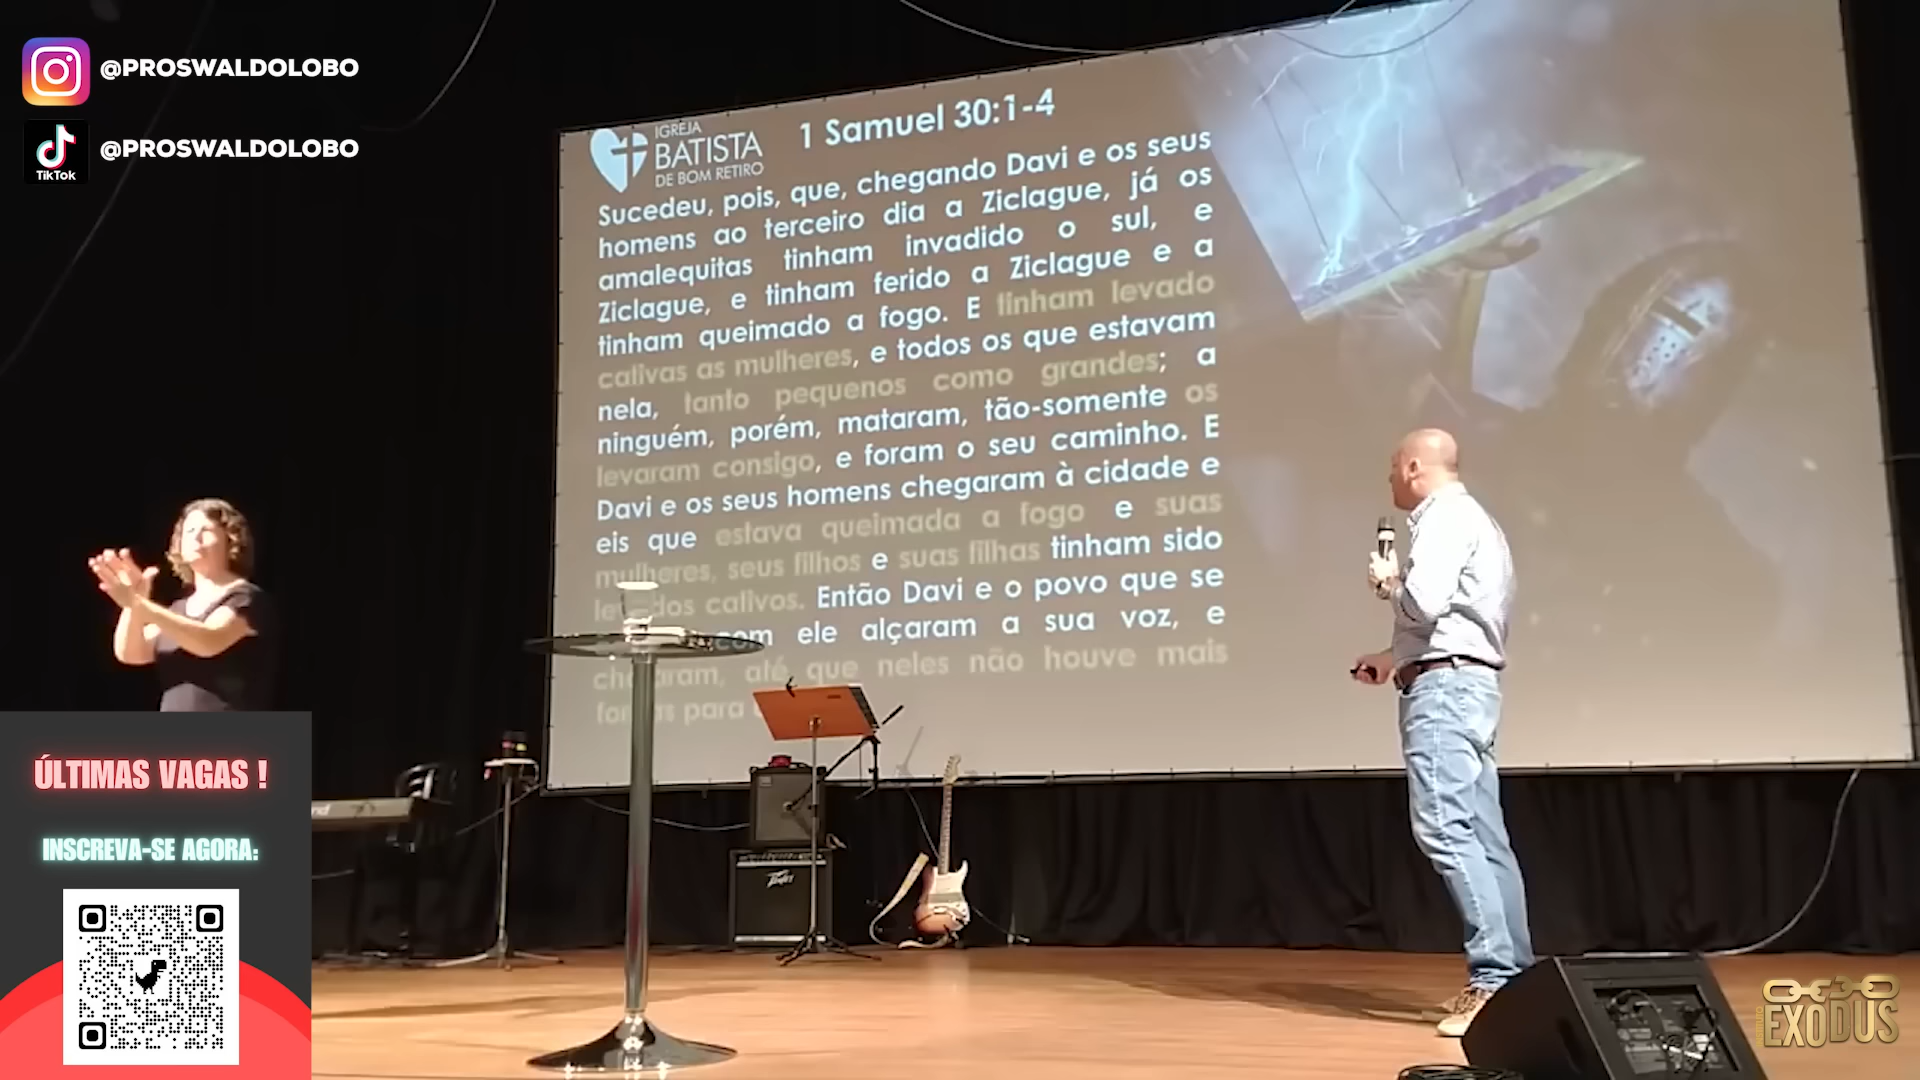 @PROSWALDOLOBO
TikTok
@PROSWALDOLOBO
IGREJA
BATISTA
DE BOM RETIRO
1 Samuel 30:1-4
Sucedeu, pois, que, chegando Davi e os seus
homens ao terceiro dia a Ziclague, já os
amalequitas tinham invadido o sul, e
Ziclague, e tinham ferido a Ziclague e a
tinham queimado a fogo. E tinham levado
cativas as mulheres, e todos os que estavam
nela, tanto pequenos como grandes; a
ninguém, porém, mataram, tão-somente os
levaram consigo, e foram o seu caminho. E
Davi e os seus homens chegaram à cidade e
eis que estava queimada a fogo e suas
mulheres, seus filhos e suas filhas tinham sido
cativos. Então Davi e o povo que se
com ele alçaram a sua voz, e
até que neles não houve mais
para
Peavey
ÚLTIMAS VAGAS !
INSCREVA-SE AGORA:
EXODUS